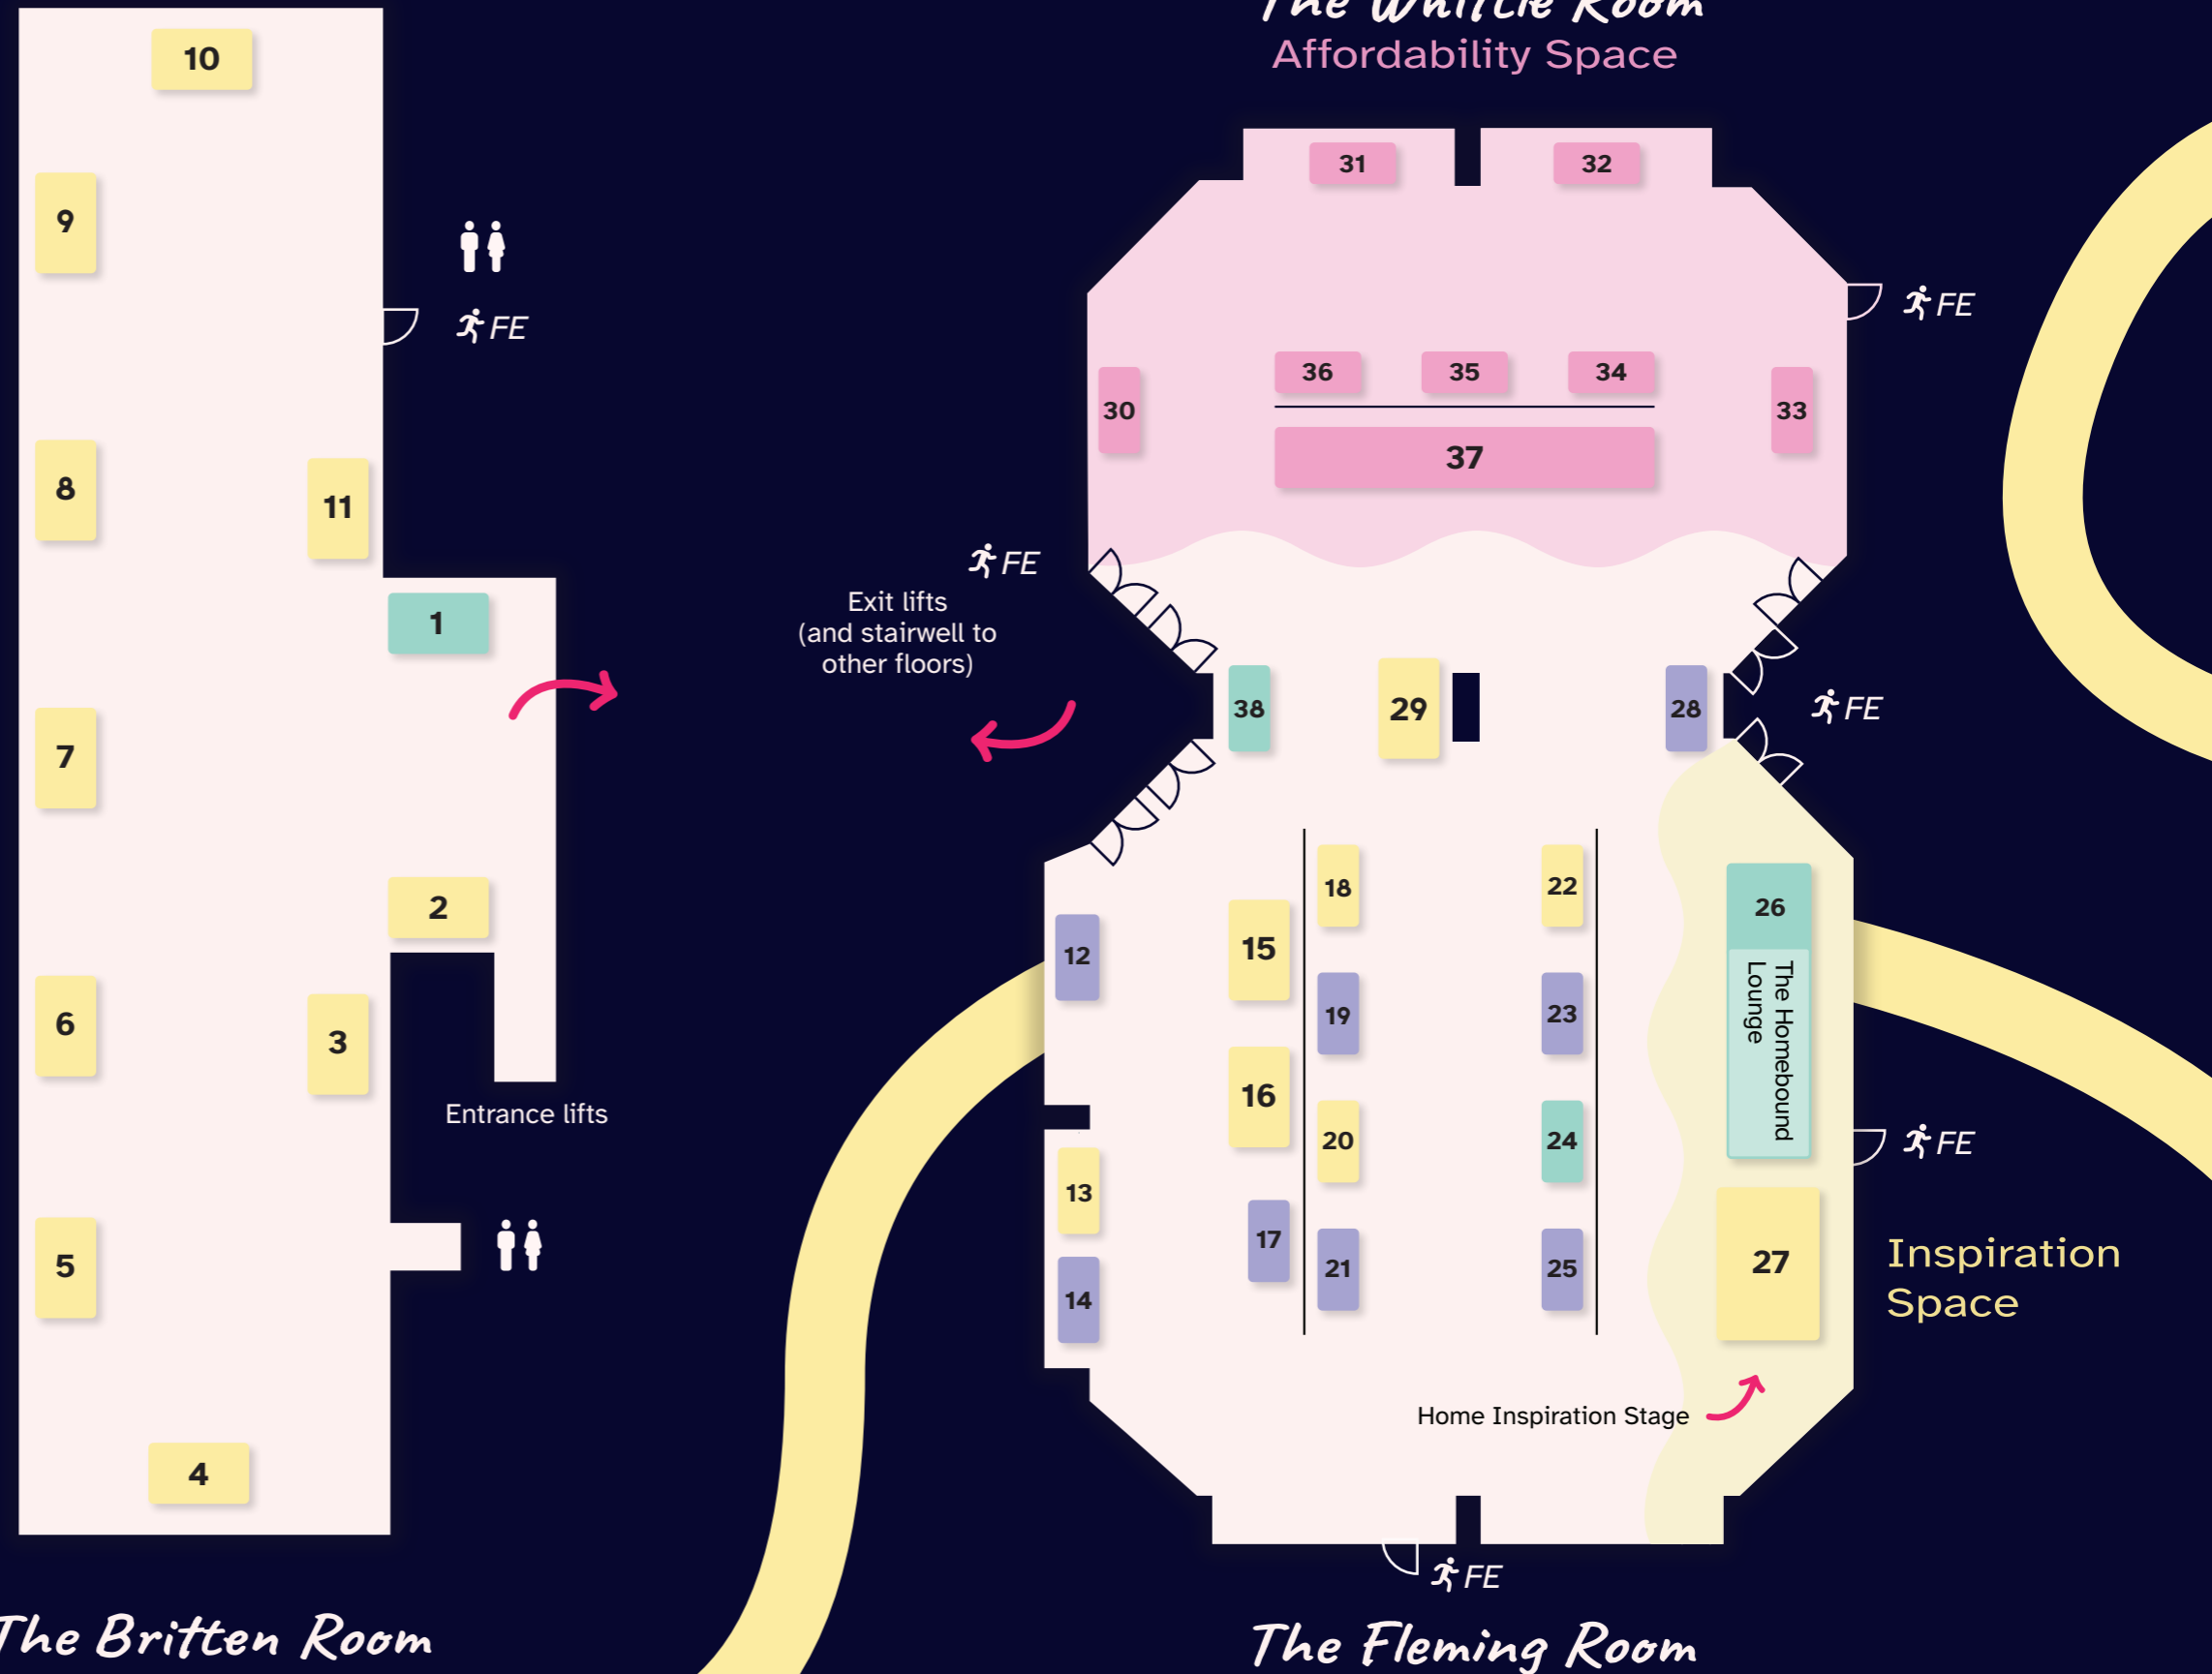 10
9
FE
8
11
1
7
2
6
3
Entrance lifts
5
4
The Britten Room
The Whittle Room
Affordability Space
31
32
FE
36
35
34
30
33
37
FE
Exit lifts
(and stairwell to
other floors)
38
29
28
FE
18
22
26
15
12
The Homebound
Lounge
19
23
16
20
24
FE
13
17
21
25
27
14
Inspiration
Space
Home Inspiration Stage
FE
The Fleming Room